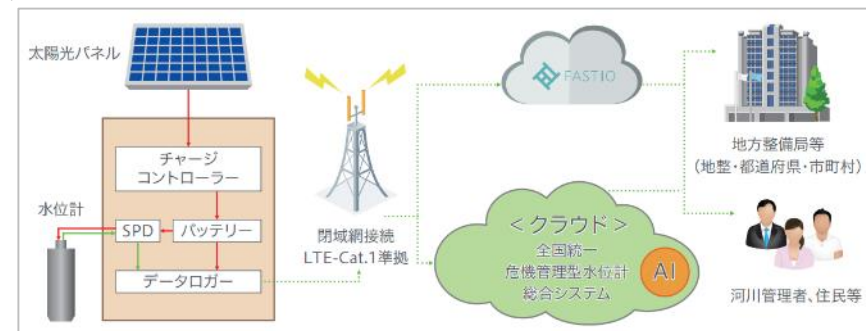 太陽光パネル
チャージ
コントローラー
水位計
SPD
バッテリー
データロガー
閉域網接続
LTE-Cat.1準拠
FASTIO
＜クラウド＞
全国統一
危機管理型水位計
総合システム
AI
地方整備局等
（地整・都道府県・市町村）
河川管理者、住民等